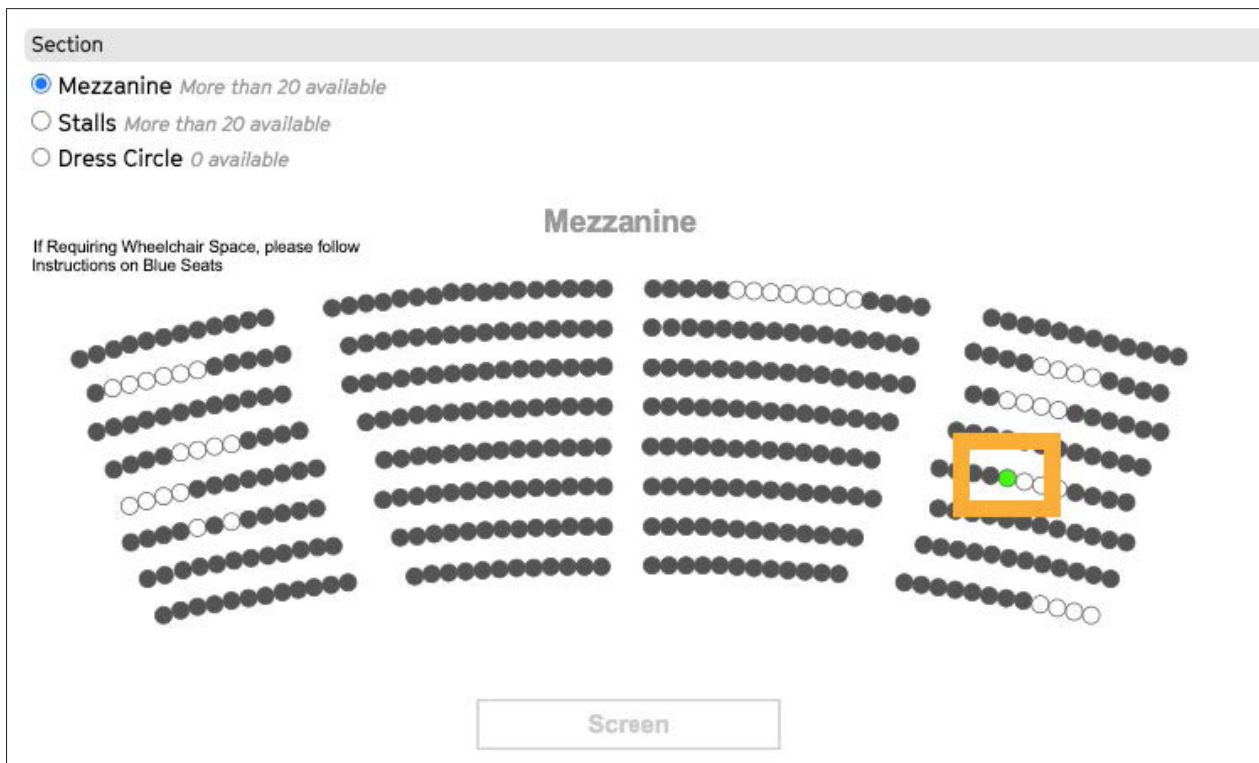 Section
Mezzanine More than 20 available
Stalls More than 20 available
Dress Circle 0 available
Mezzanine
If Requiring Wheelchair Space, please follow
Instructions on Blue Seats
Screen